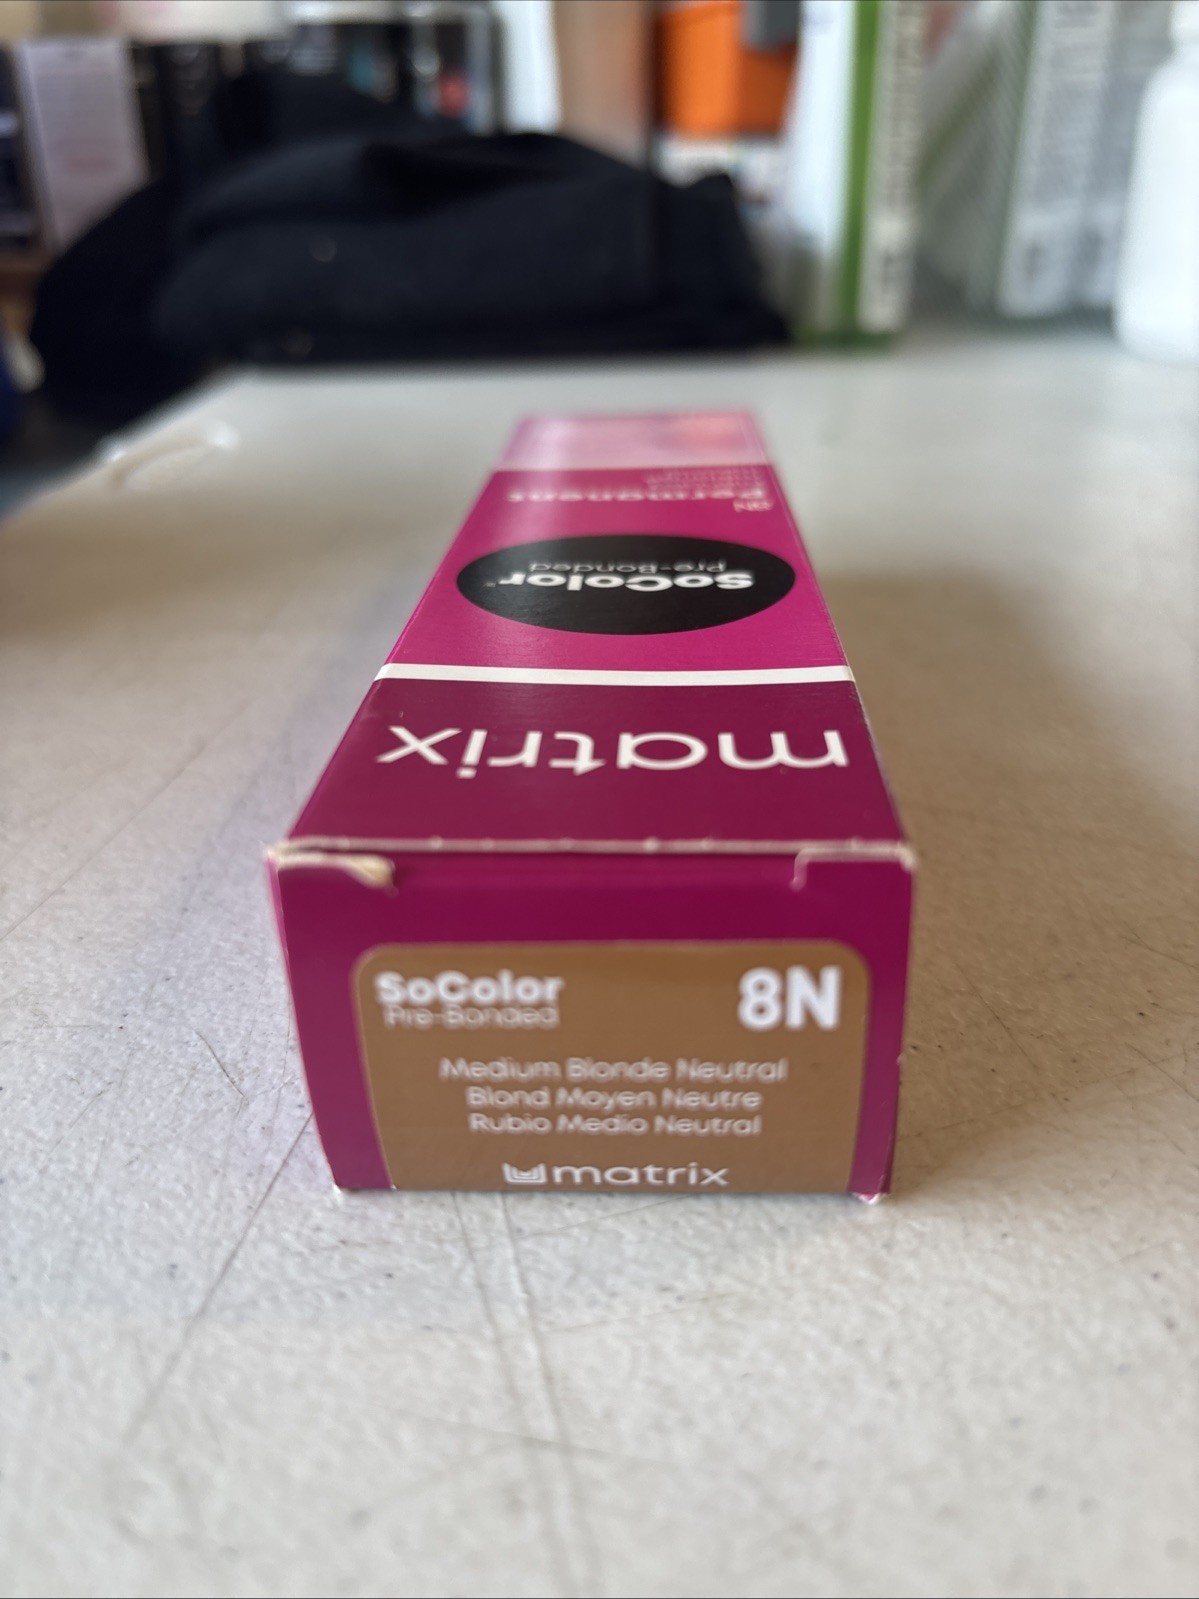 8N
Permanent
SoColor
Pre-Bonded
matrix
SoColor
Pre-Bonded
8N
Medium Blonde Neutral
Blond Moyen Neutre
Rubio Medio Neutral
matrix